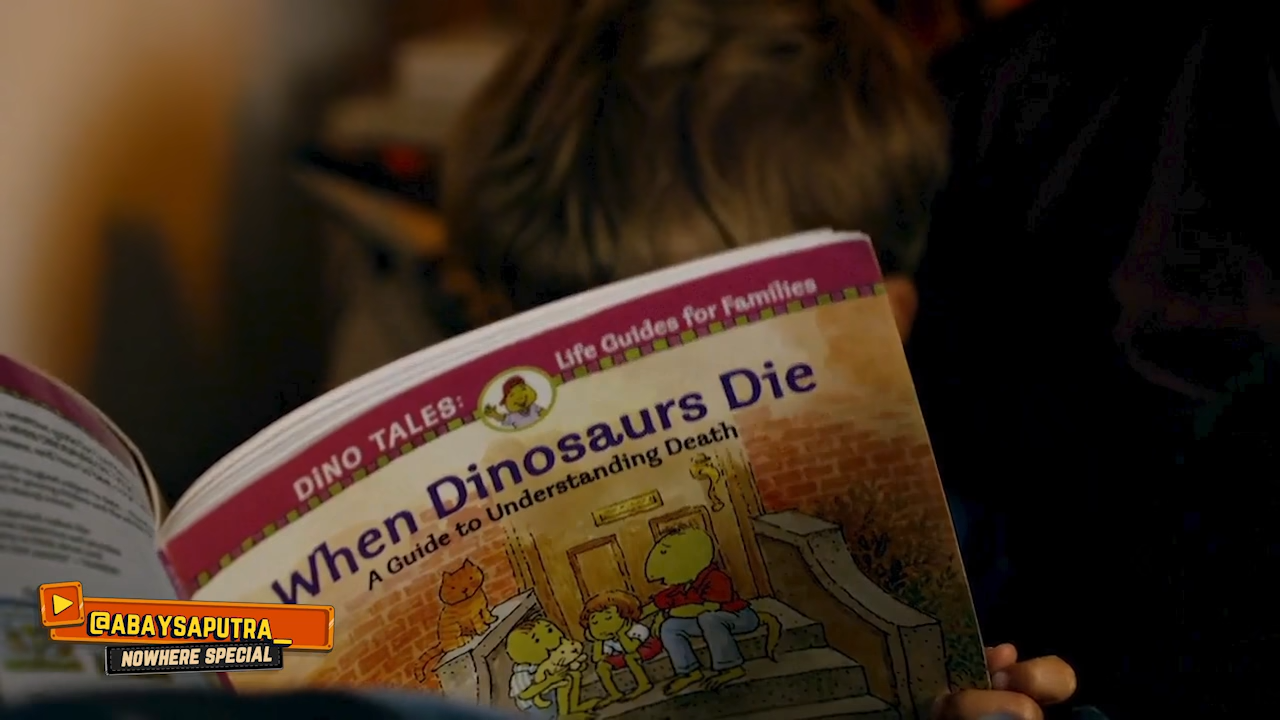 DINO TALES: Life Guides for Families
When Dinosaurs Die
A Guide to Understanding Death
@ABAYSAPUTRA_
NOWHERE SPECIAL